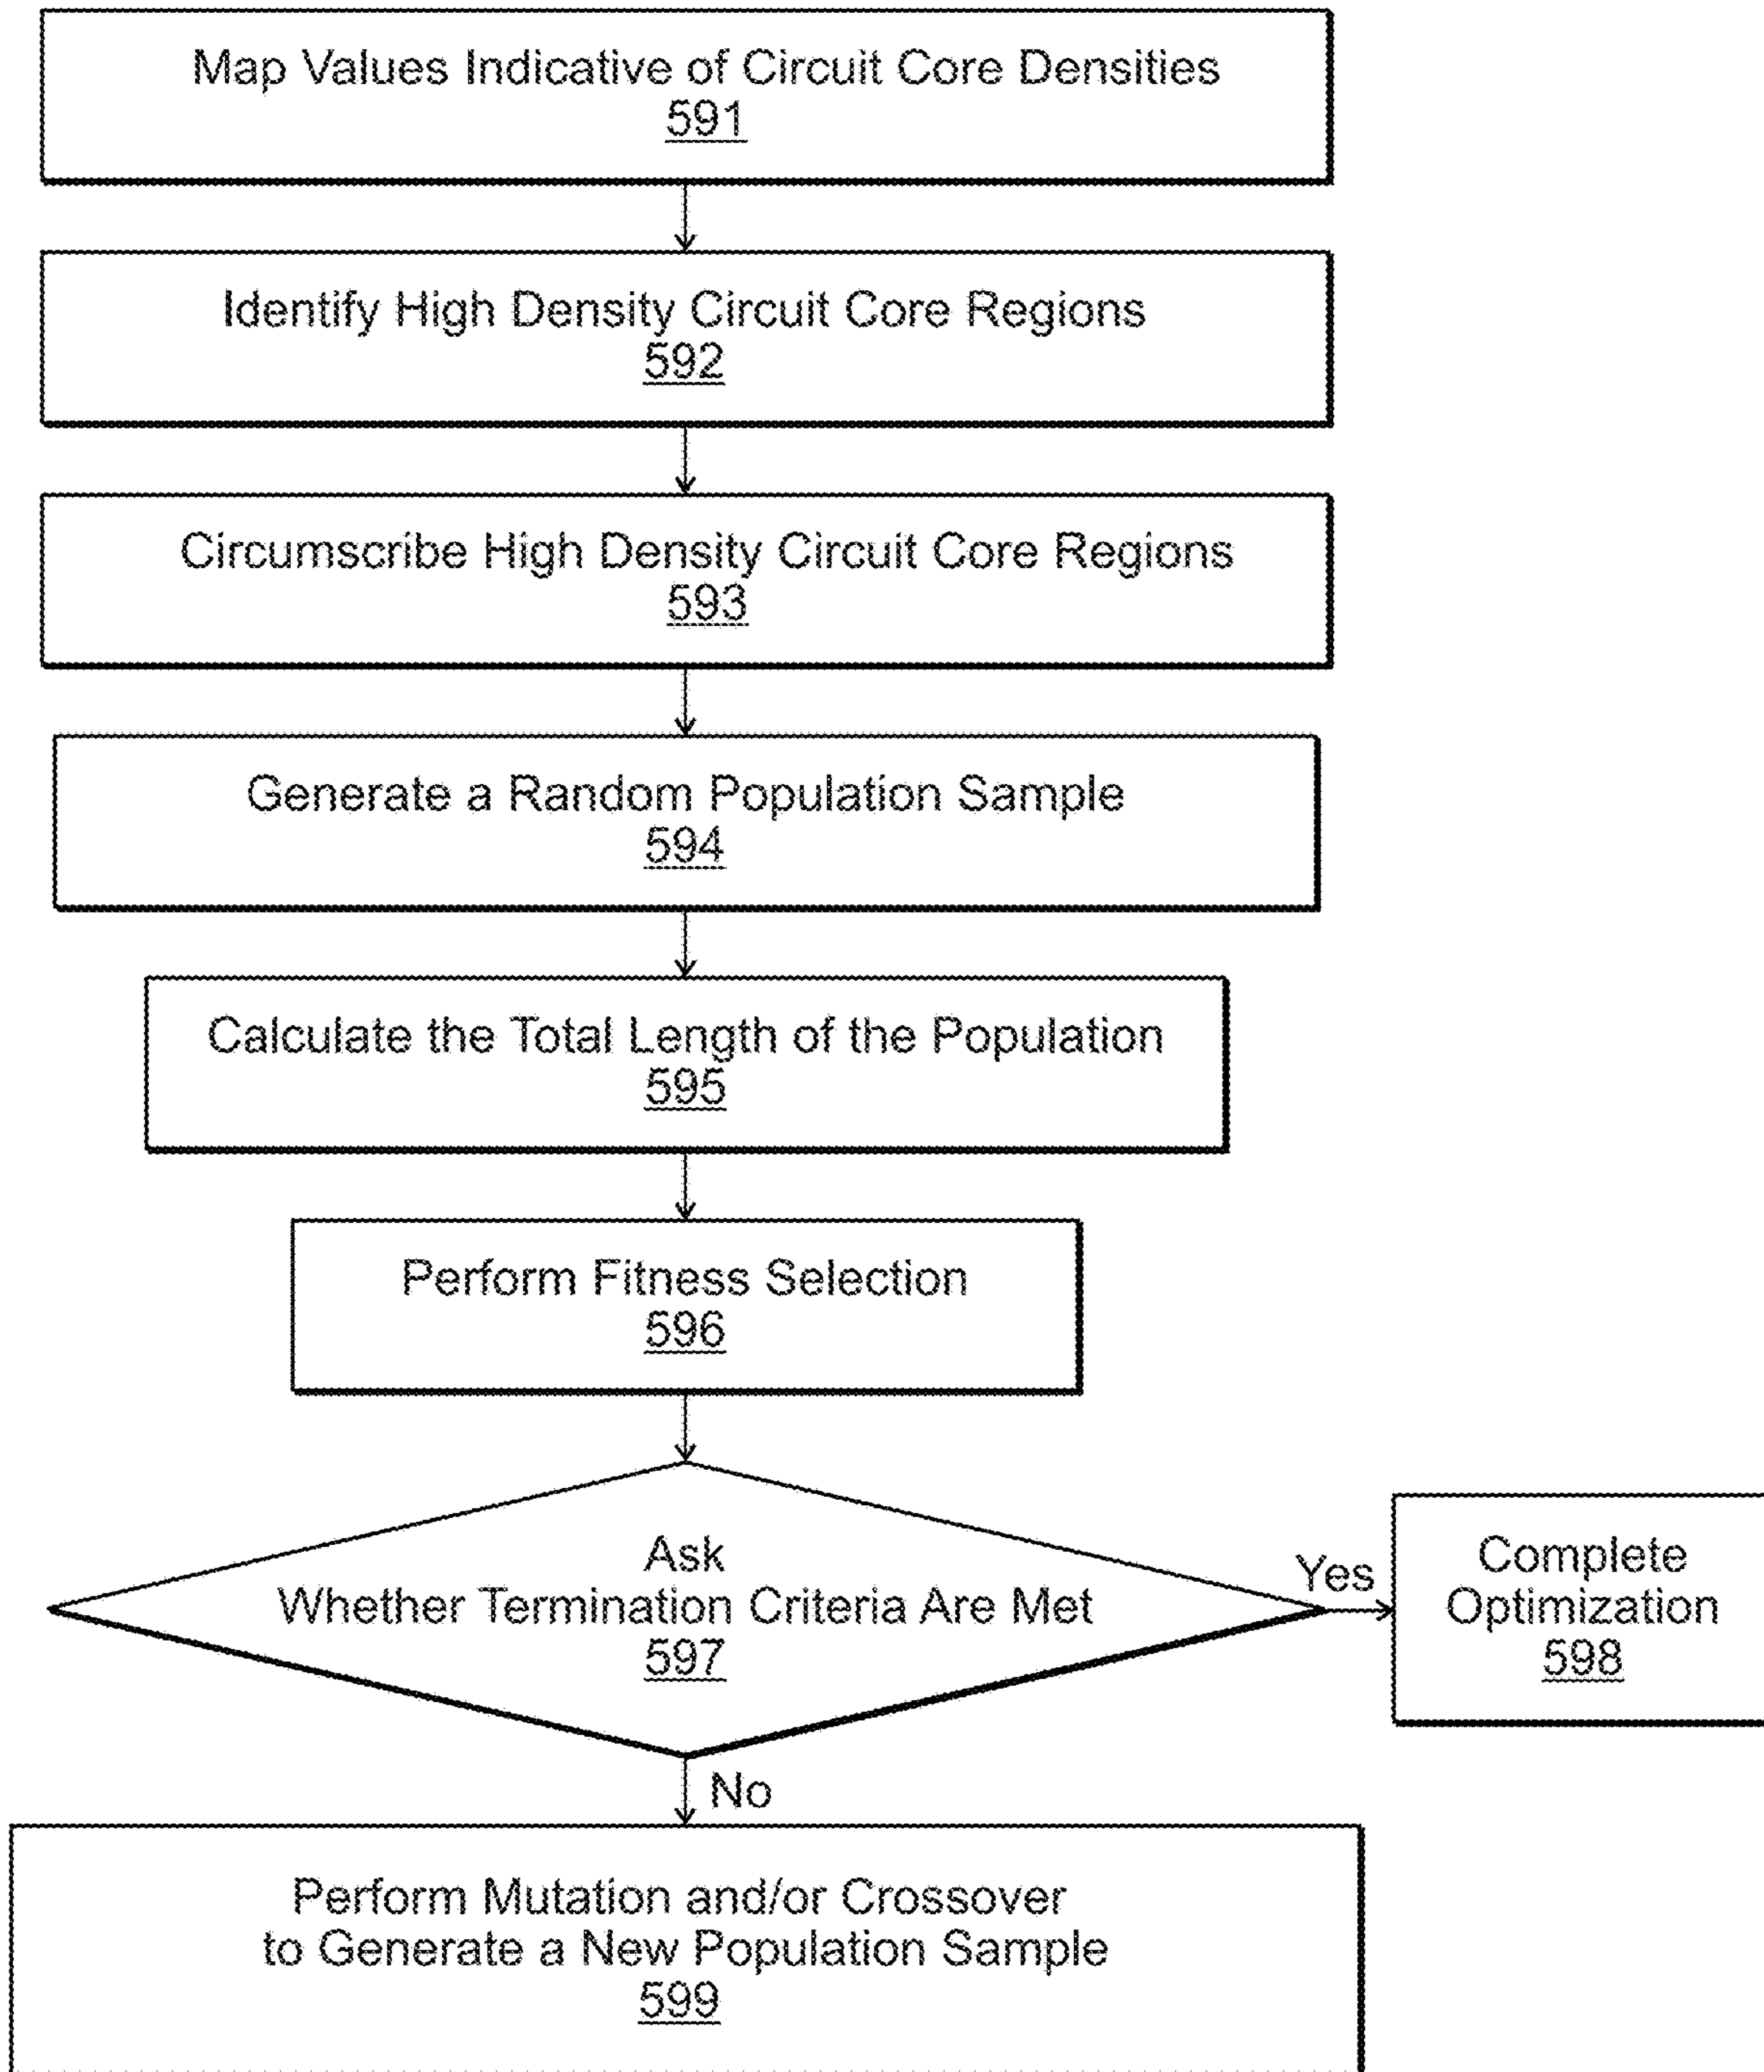 Map Values Indicative of Circuit Core Densities
591
Identify High Density Circuit Core Regions
592
Circumscribe High Density Circuit Core Regions
593
Generate a Random Population Sample
594
Calculate the Total Length of the Population
595
Perform Fitness Selection
596
Ask
Whether Termination Criteria Are Met
597
Yes
Complete
Optimization
598
No
Perform Mutation and/or Crossover
to Generate a New Population Sample
599